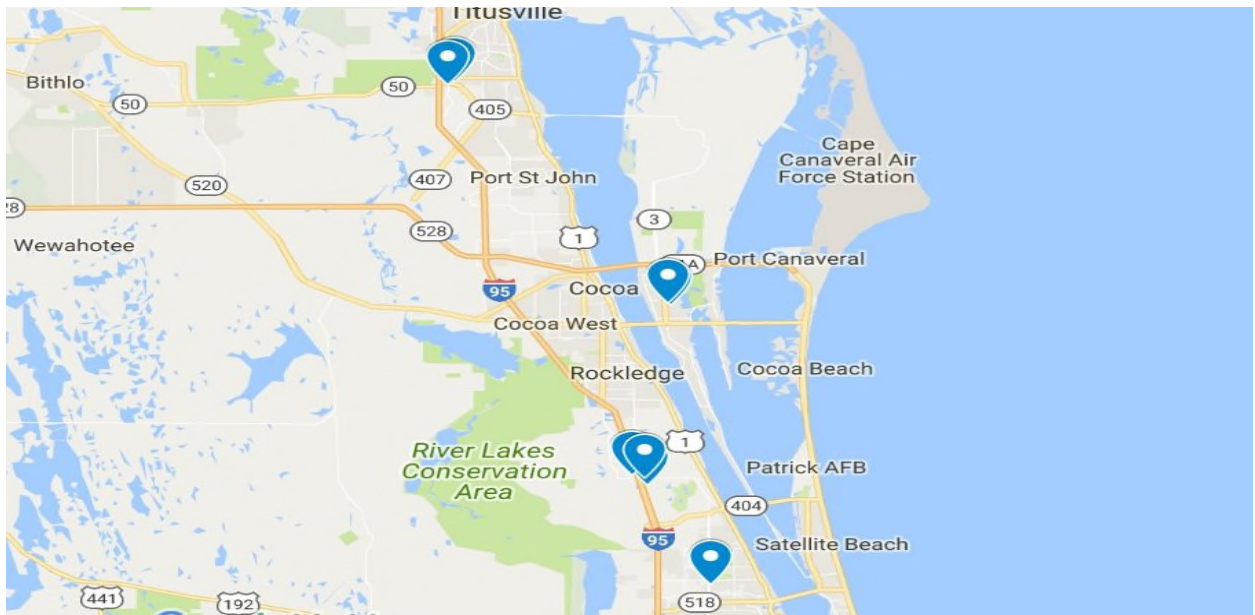 Titusville
Bithlo
50
50
405
Cape
Canaveral Air
Force Station
520
407
Port St John
28
3
528
1
Wewahotee
1A
Port Canaveral
95
Cocoa
Cocoa West
Rockledge
Cocoa Beach
1
River Lakes
Conservation
Area
Patrick AFB
404
95
Satellite Beach
441
192
518